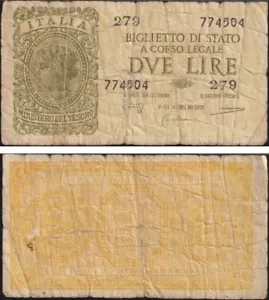 ITALIA
279 774504
BIGLIETTO DI STATO
A CORSO LEGALE
DVE LIRE
774504 279
MINISTERO DEL TESORO